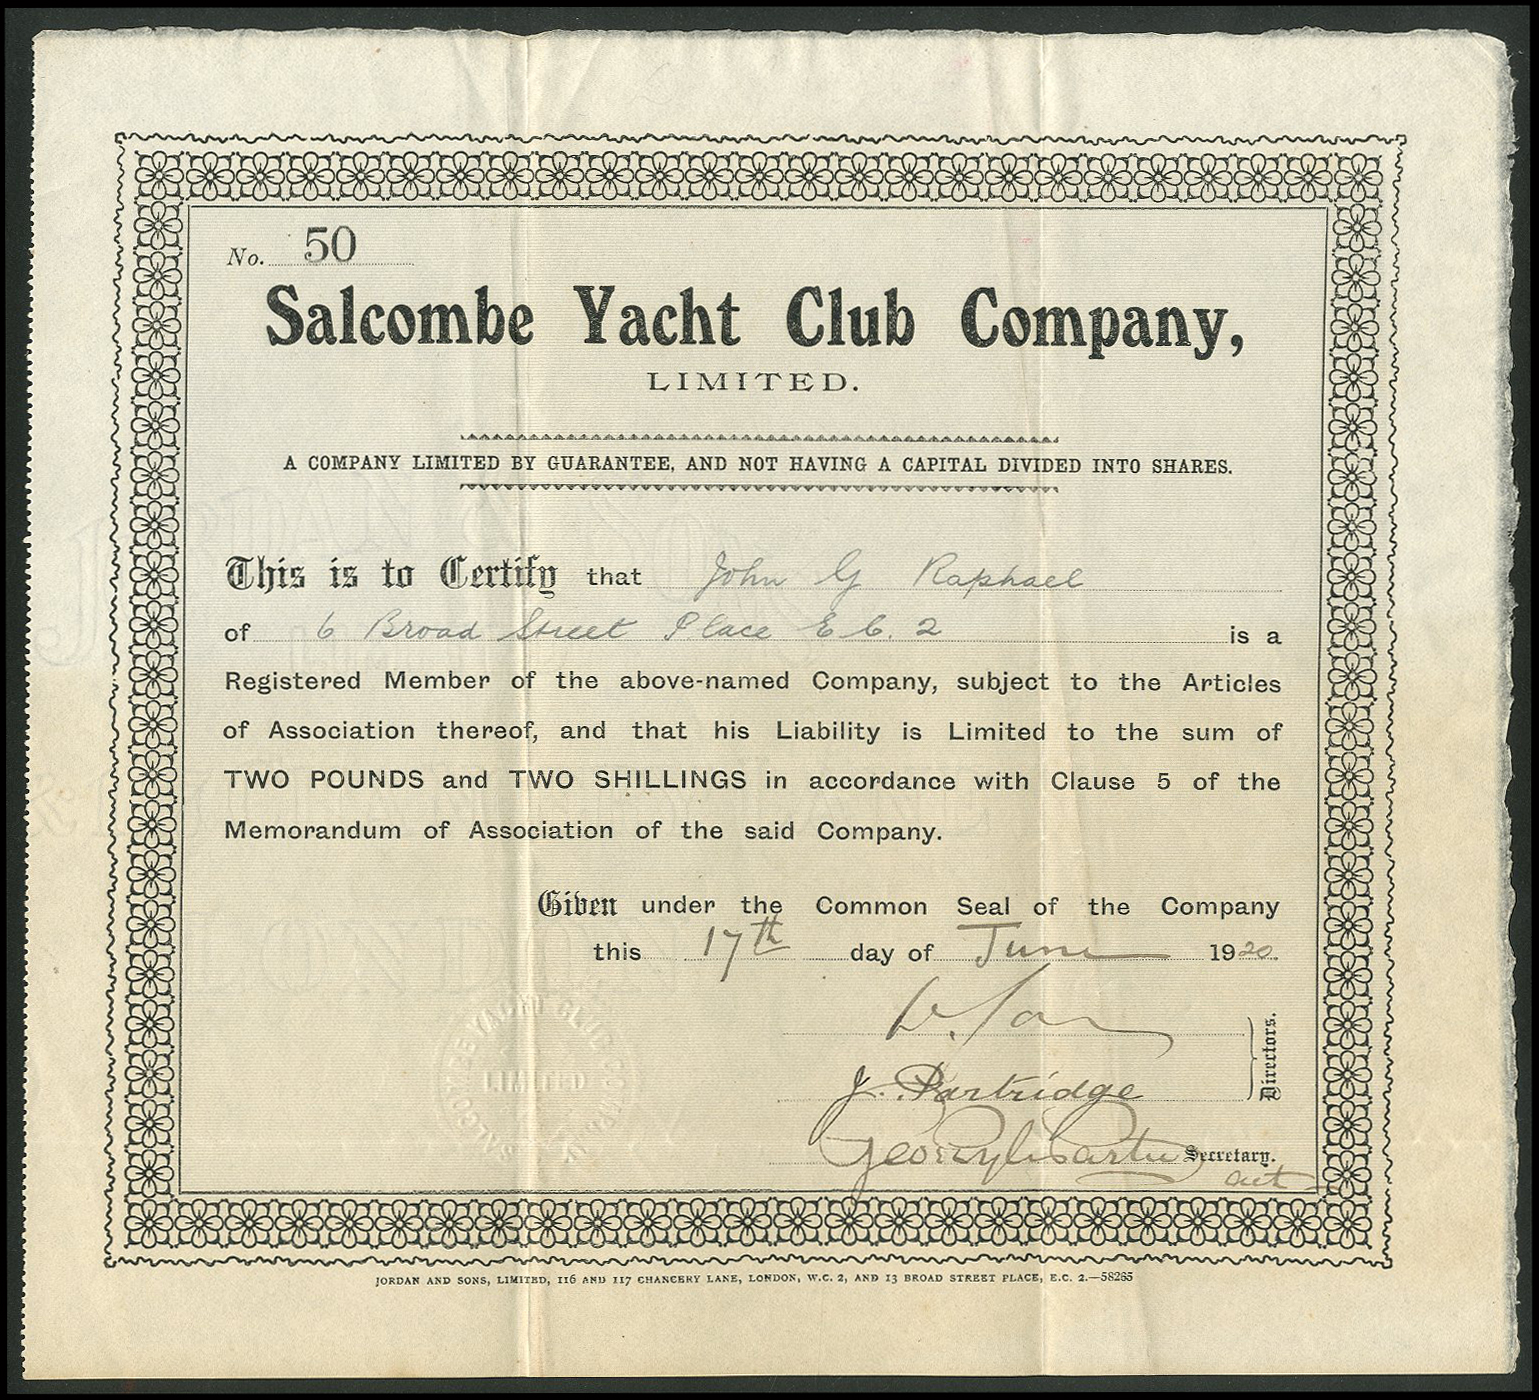 No. 50
Salcombe Yacht Club Company,
LIMITED.
A COMPANY LIMITED BY GUARANTEE, AND NOT HAVING A CAPITAL DIVIDED INTO SHARES.
This is to Certify that John G Raphael
of 6 Broad Street Place E C. 2 is a
Registered Member of the above-named Company, subject to the Articles
of Association thereof, and that his Liability is Limited to the sum of
TWO POUNDS and TWO SHILLINGS in accordance with Clause 5 of the
Memorandum of Association of the said Company.
Given under the Common Seal of the Company
this 17th day of June 1920.
J. Partridge
Directors.
Secretary.
SALCOMBE YACHT CLUB COMPANY
LIMITED
JORDAN AND SONS, LIMITED, 116 AND 117 CHANCERY LANE, LONDON, W.C. 2, AND 13 BROAD STREET PLACE, E.C. 2.—58265